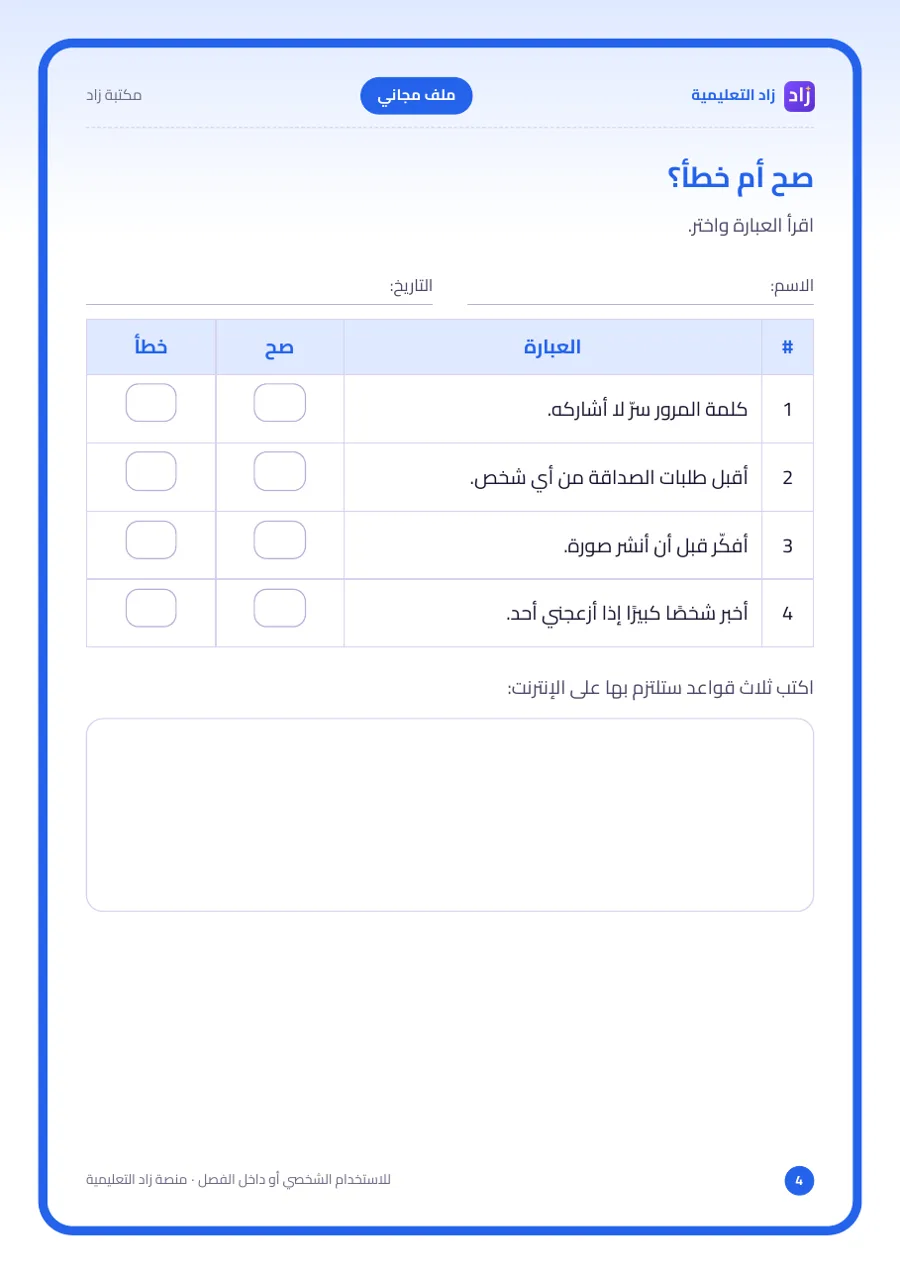 زاد زاد التعليمية
ملف مجاني
مكتبة زاد
صح أم خطأ؟
اقرأ العبارة واختر.
الاسم: التاريخ:
# العبارة صح خطأ
1 كلمة المرور سرّ لا أشاركه.
2 أقبل طلبات الصداقة من أي شخص.
3 أفكّر قبل أن أنشر صورة.
4 أخبر شخصًا كبيرًا إذا أزعجني أحد.
اكتب ثلاث قواعد ستلتزم بها على الإنترنت:
4 للاستخدام الشخصي أو داخل الفصل · منصة زاد التعليمية